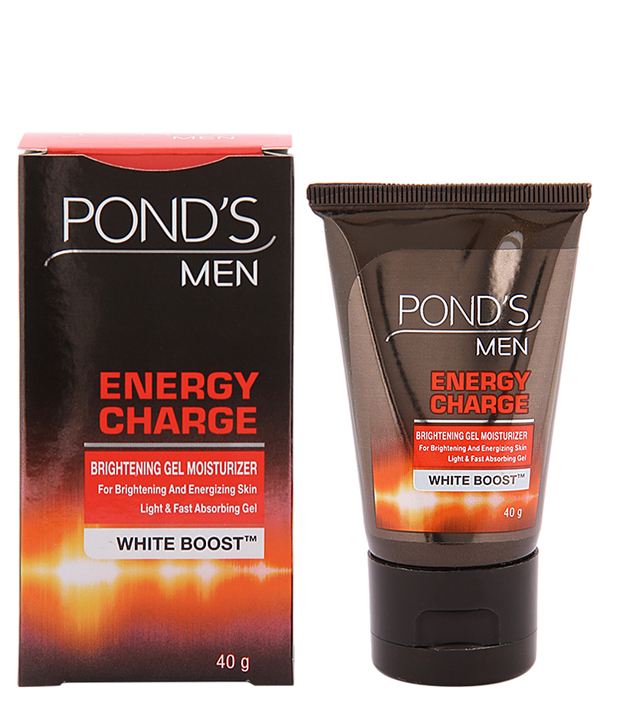 MEN
POND'S
MEN
ENERGY
CHARGE
BRIGHTENING GEL MOISTURIZER
For Brightening And Energizing Skin
Light & Fast Absorbing Gel
WHITE BOOST™
40 g
POND'S
MEN
ENERGY
CHARGE
BRIGHTENING GEL MOISTURIZER
For Brightening And Energizing Skin
Light & Fast Absorbing Gel
WHITE BOOST™
40 g